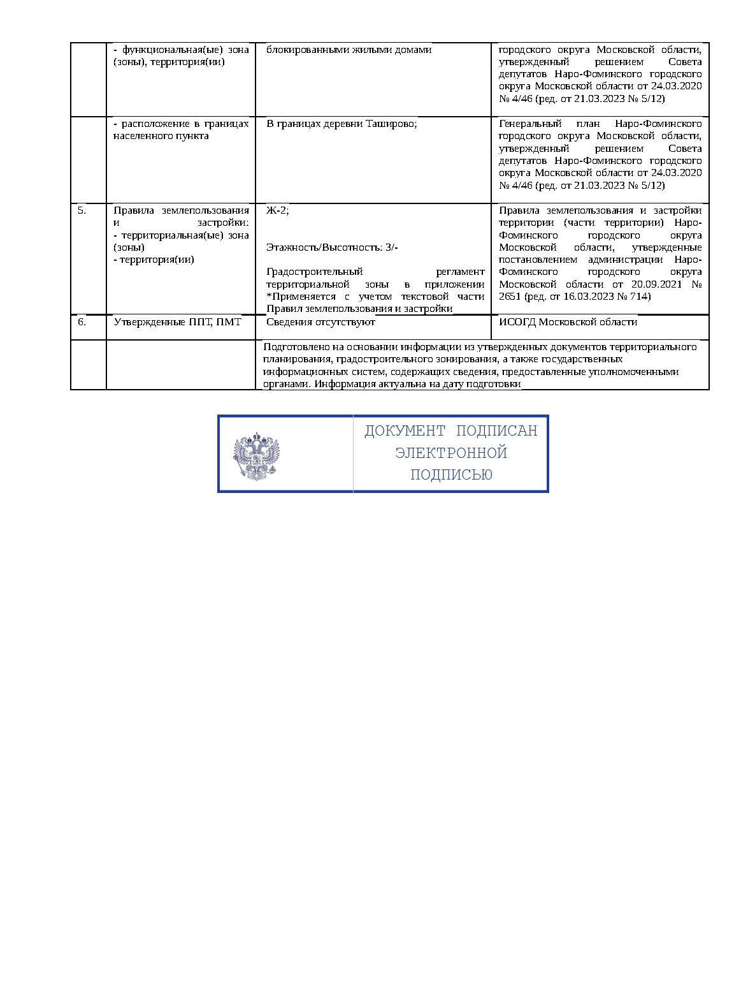 - функциональная(ые) зона
(зоны), территория(ии)
блокированными жилыми домами
городского округа Московской области,
утвержденный решением Совета
депутатов Наро-Фоминского городского
округа Московской области от 24.03.2020
№ 4/46 (ред. от 21.03.2023 № 5/12)
- расположение в границах
населенного пункта
В границах деревни Таширово;
Генеральный план Наро-Фоминского
городского округа Московской области,
утвержденный решением Совета
депутатов Наро-Фоминского городского
округа Московской области от 24.03.2020
№ 4/46 (ред. от 21.03.2023 № 5/12)
5.
Правила землепользования
и застройки:
- территориальная(ые) зона
(зоны)
- территория(ии)
Ж-2;
Этажность/Высотность: 3/-
Градостроительный регламент
территориальной зоны в приложении
*Применяется с учетом текстовой части
Правил землепользования и застройки
Правила землепользования и застройки
территории (части территории) Наро-
Фоминского городского округа
Московской области, утвержденные
постановлением администрации Наро-
Фоминского городского округа
Московской области от 20.09.2021 №
2651 (ред. от 16.03.2023 № 714)
6.
Утвержденные ППТ, ПМТ
Сведения отсутствуют
ИСОГД Московской области
Подготовлено на основании информации из утвержденных документов территориального
планирования, градостроительного зонирования, а также государственных
информационных систем, содержащих сведения, предоставленные уполномоченными
органами. Информация актуальна на дату подготовки
ДОКУМЕНТ ПОДПИСАН
ЭЛЕКТРОННОЙ
ПОДПИСЬЮ